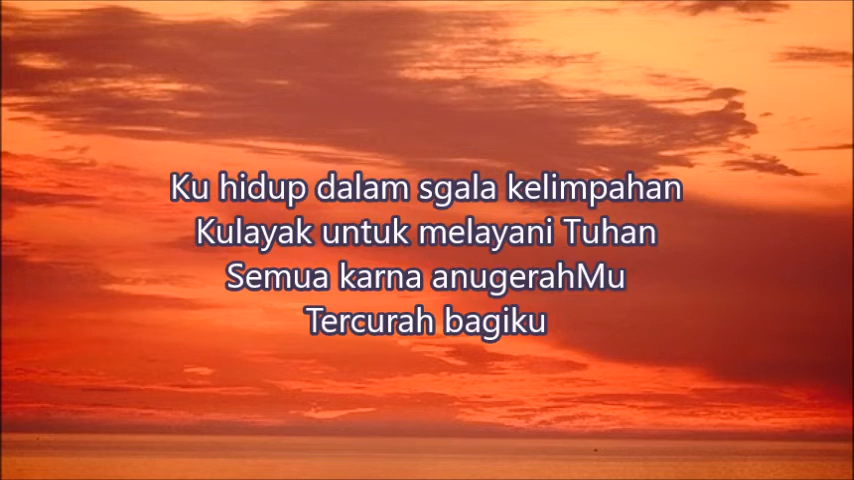 Ku hidup dalam sgala kelimpahan
Kulayak untuk melayani Tuhan
Semua karna anugerahMu
Tercurah bagiku